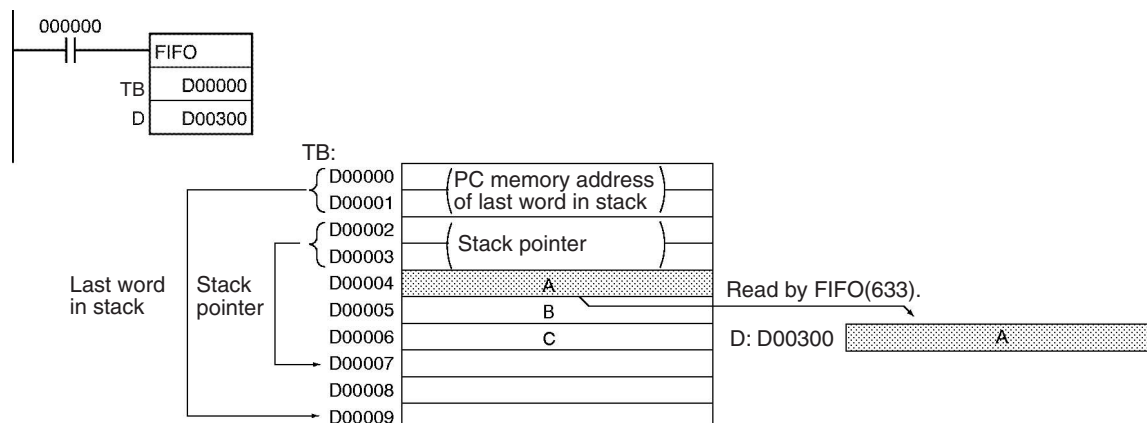 000000
FIFO
TB D00000
D D00300
TB:
D00000
(PC memory address
D00001
of last word in stack)
D00002
(Stack pointer)
D00003
D00004 A
Read by FIFO(633).
Last word
in stack
Stack
pointer
D00005 B
D00006 C
D: D00300 A
D00007
D00008
D00009